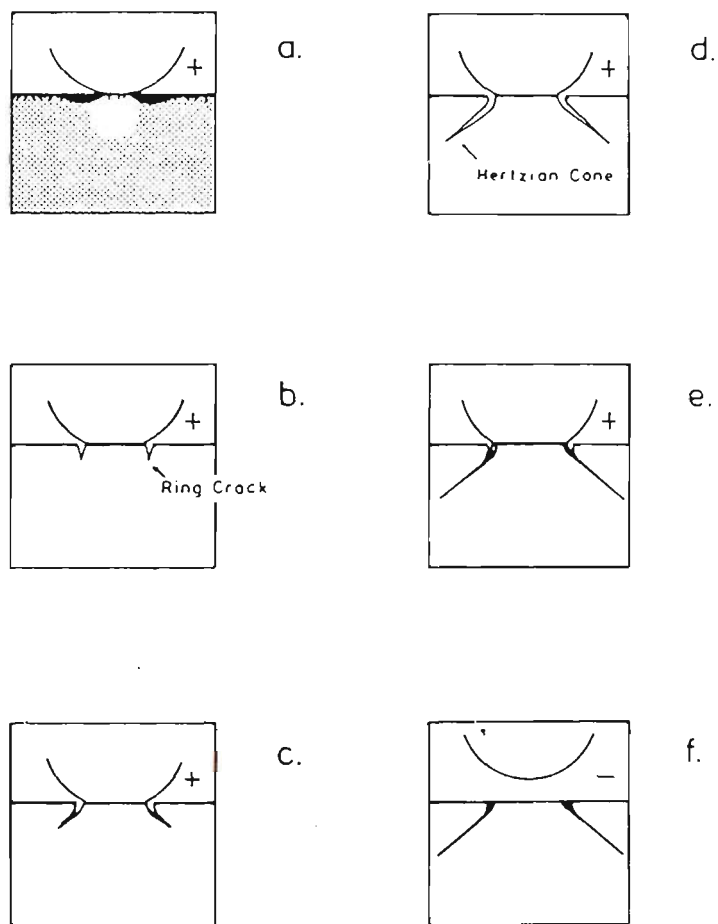 a.
+
b.
+
Ring Crack
c.
+
d.
+
Hertzian Cone
e.
+
f.
−